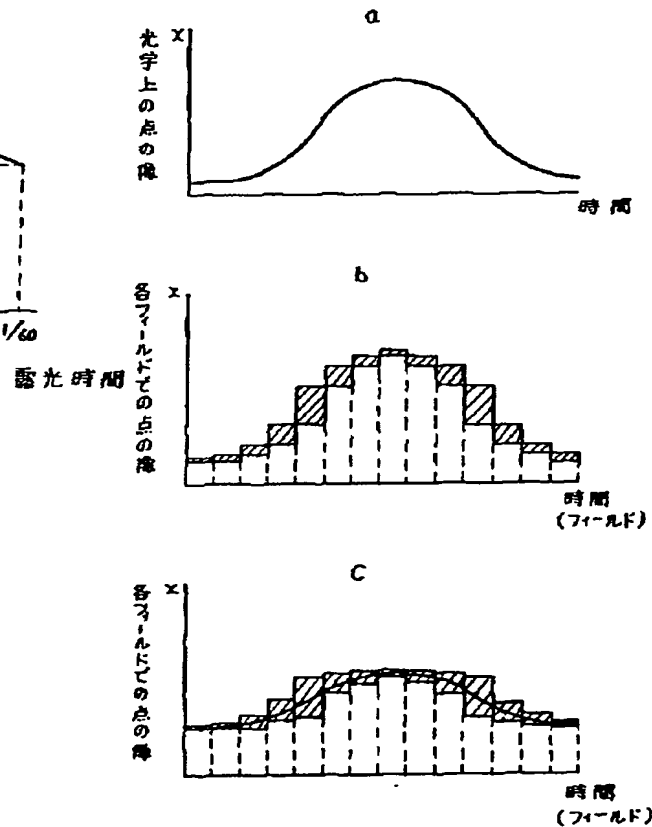 a
x
光学上の点の像
時間
1/60
露光時間
b
x
各フィールドでの点の像
時間
(フィールド)
C
x
各フィールドでの点の像
時間
(フィールド)